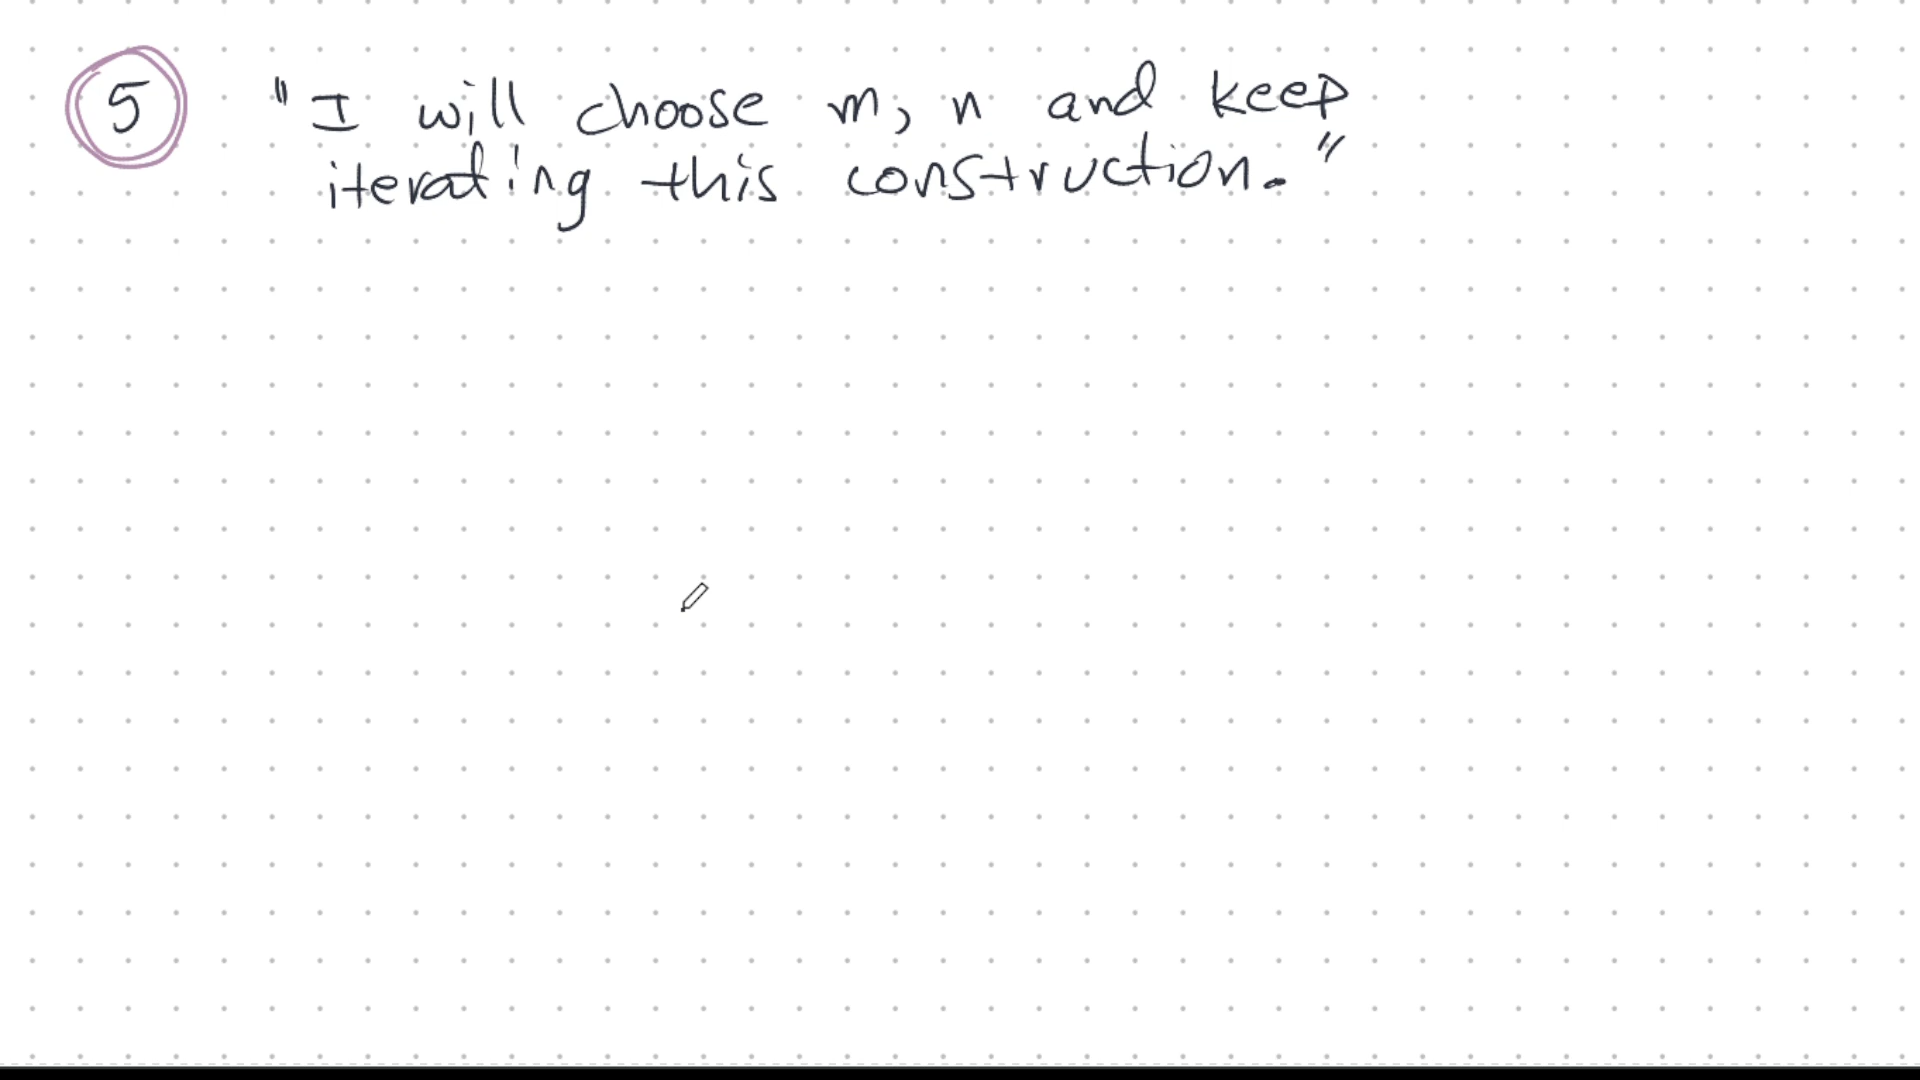 5 "I will choose m, n and keep
iterating this construction."